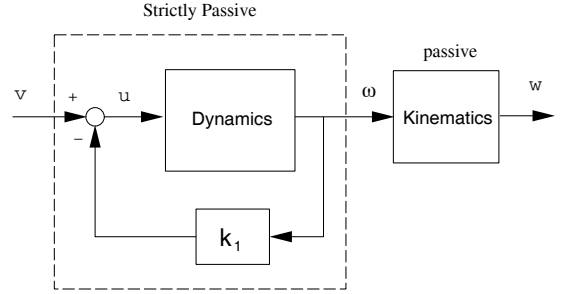 Strictly Passive
passive
v
+
u
Dynamics
ω
Kinematics
w
−
k₁